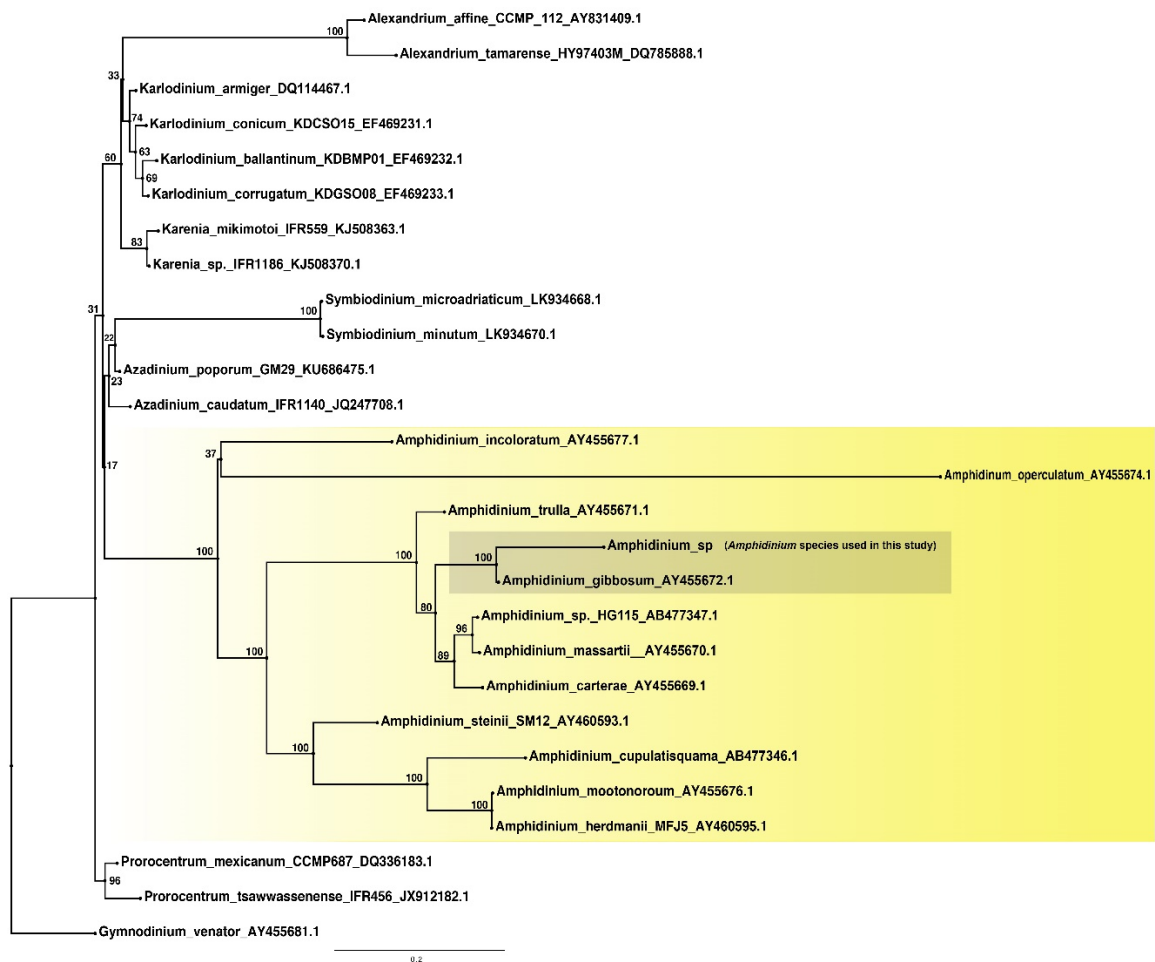 Alexandrium_affine_CCMP_112_AY831409.1
100
Alexandrium_tamarense_HY97403M_DQ785888.1
33
Karlodinium_armiger_DQ114467.1
74
Karlodinium_conicum_KDCSO15_EF469231.1
63
Karlodinium_ballantinum_KDBMP01_EF469232.1
60
69
Karlodinium_corrugatum_KDGSO08_EF469233.1
Karenia_mikimotoi_IFR559_KJ508363.1
83
Karenia_sp._IFR1186_KJ508370.1
Symbiodinium_microadriaticum_LK934668.1
31
100
Symbiodinium_minutum_LK934670.1
22
Azadinium_poporum_GM29_KU686475.1
23
Azadinium_caudatum_IFR1140_JQ247708.1
Amphidinium_incoloratum_AY455677.1
37
17
Amphidinum_operculatum_AY455674.1
Amphidinium_trulla_AY455671.1
Amphidinium_sp (Amphidinium species used in this study)
100
100
100
Amphidinium_gibbosum_AY455672.1
80
Amphidinium_sp._HG115_AB477347.1
96
Amphidinium_massartii__AY455670.1
100
89
Amphidinium_carterae_AY455669.1
Amphidinium_steinii_SM12_AY460593.1
100
Amphidinium_cupulatisquama_AB477346.1
100
Amphidinium_mootonoroum_AY455676.1
100
Amphidinium_herdmanii_MFJ5_AY460595.1
Prorocentrum_mexicanum_CCMP687_DQ336183.1
96
Prorocentrum_tsawwassenense_IFR456_JX912182.1
Gymnodinium_venator_AY455681.1
0.2